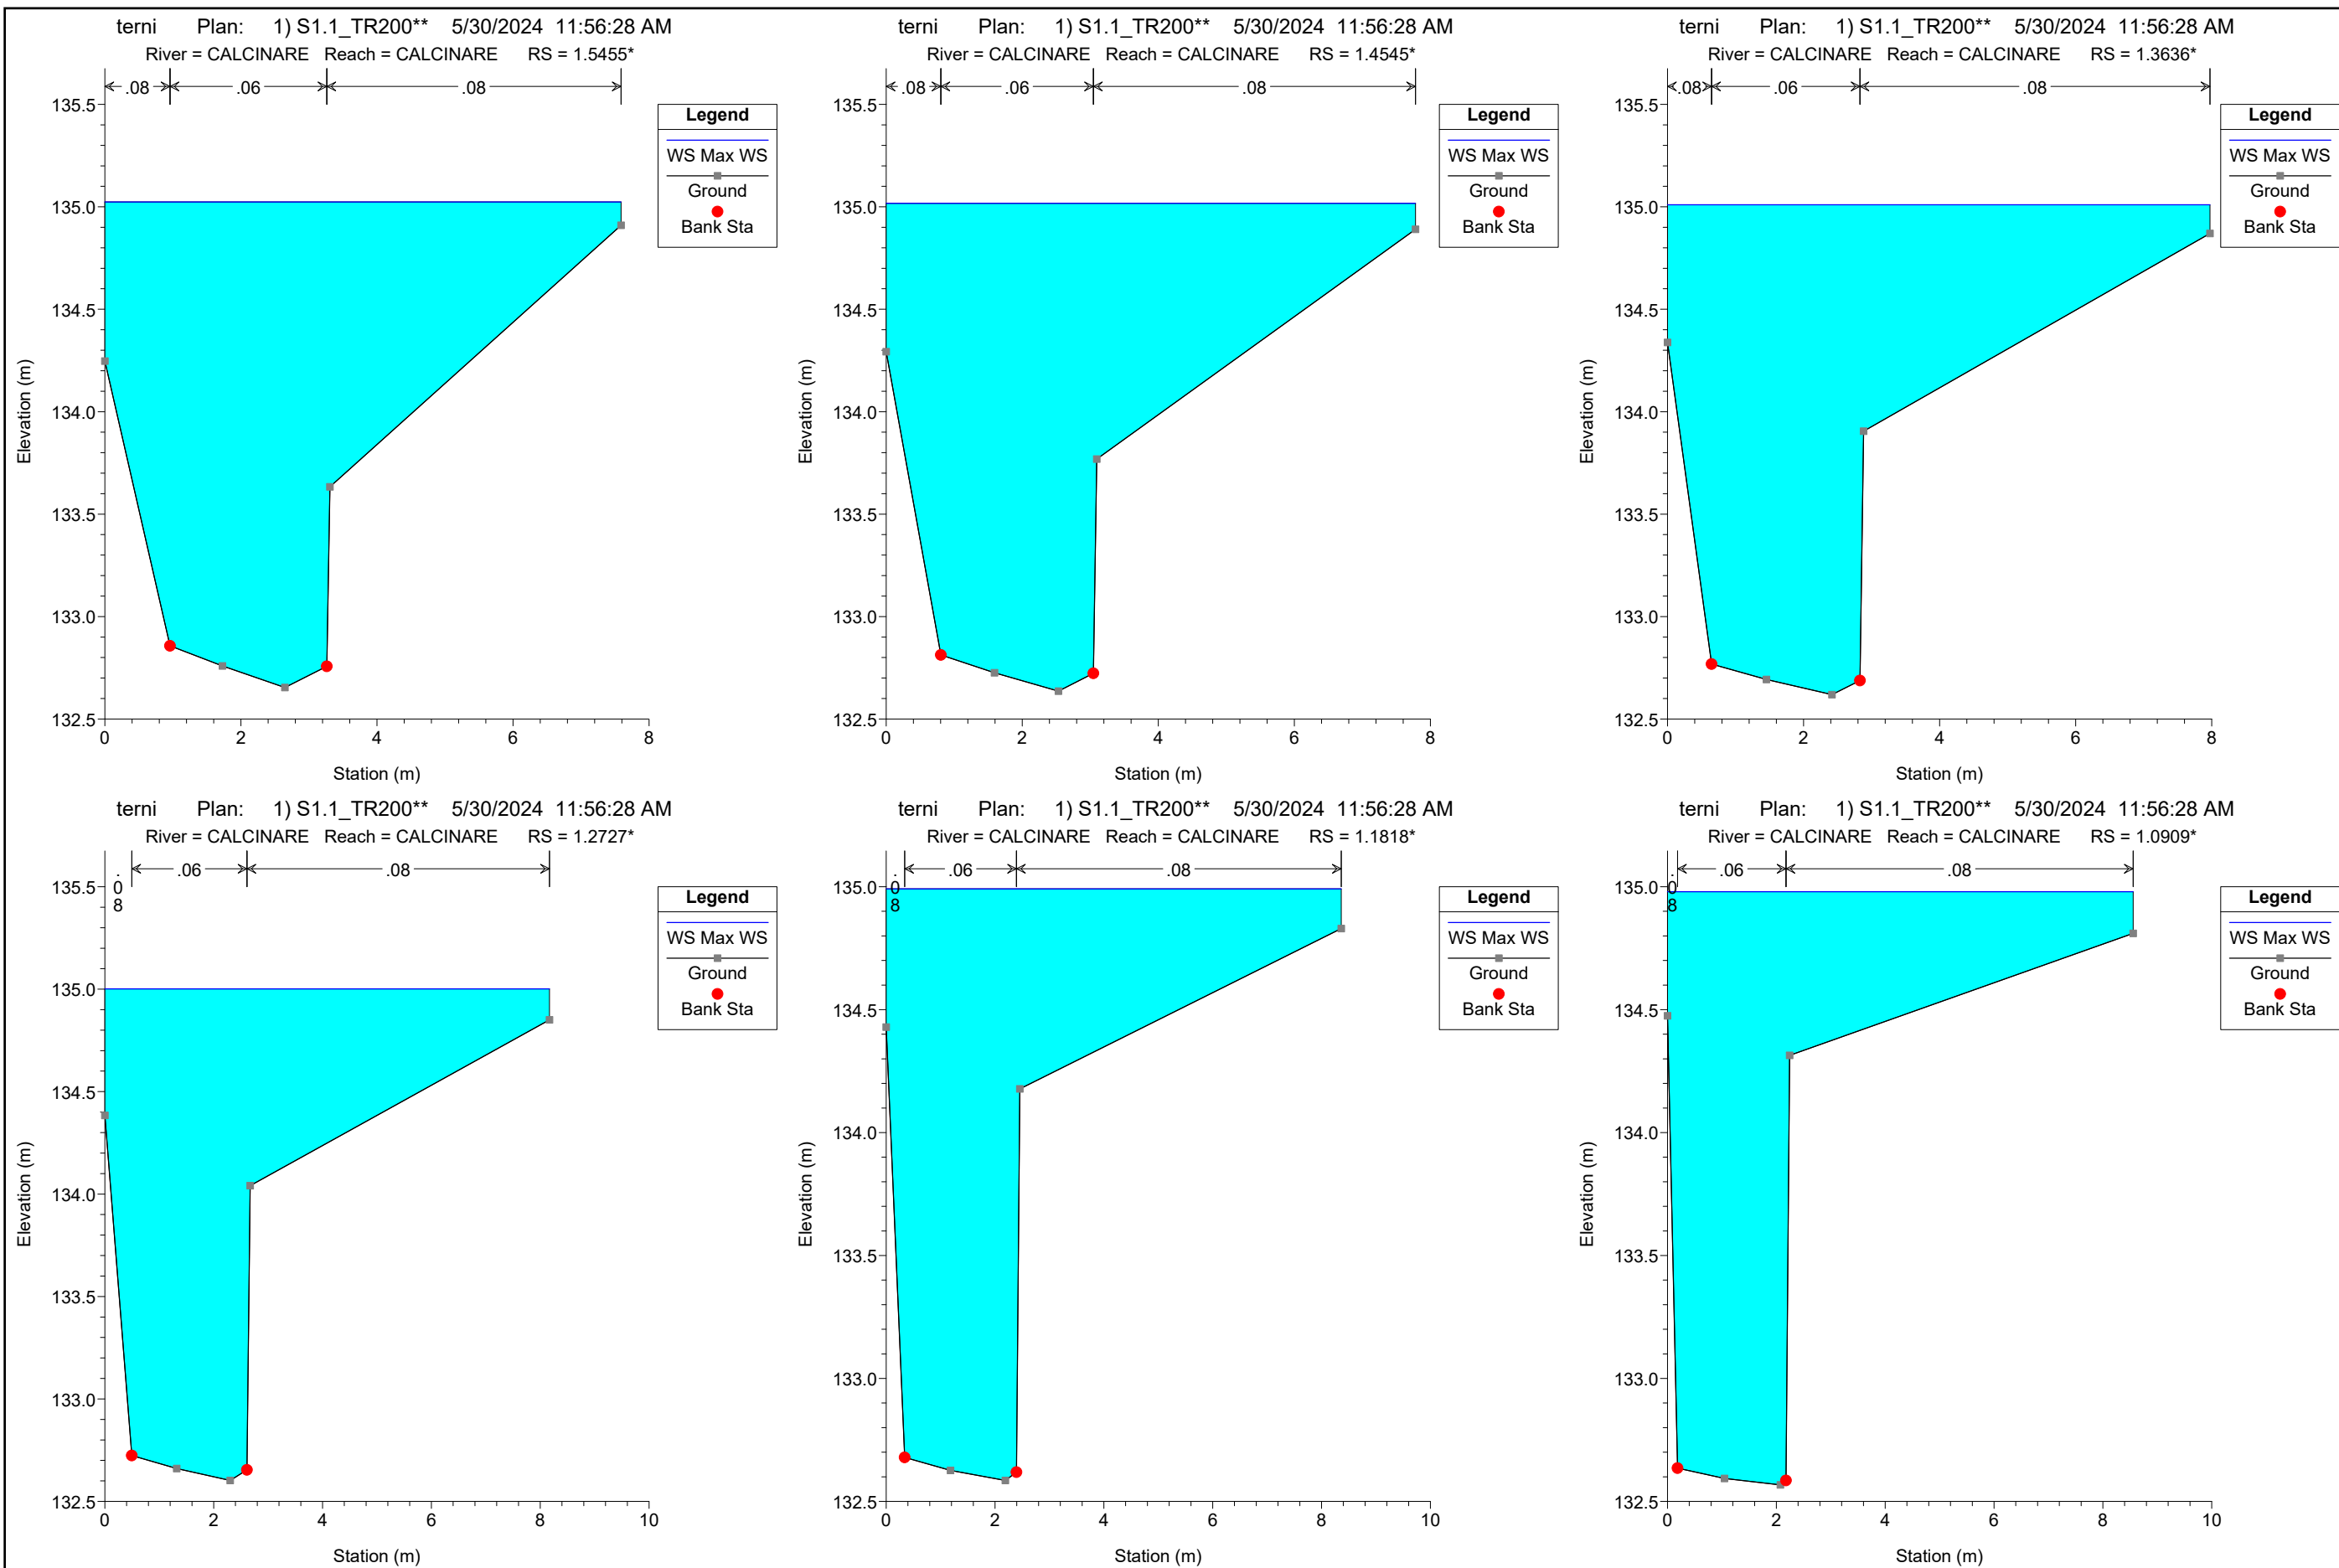 terni Plan: 1) S1.1_TR200** 5/30/2024 11:56:28 AM
River = CALCINARE Reach = CALCINARE RS = 1.5455*
.08 .06 .08
Legend
WS Max WS
Ground
Bank Sta
135.5
135.0
134.5
134.0
133.5
133.0
132.5
0 2 4 6 8
Station (m)
Elevation (m)
terni Plan: 1) S1.1_TR200** 5/30/2024 11:56:28 AM
River = CALCINARE Reach = CALCINARE RS = 1.4545*
.08 .06 .08
Legend
WS Max WS
Ground
Bank Sta
135.5
135.0
134.5
134.0
133.5
133.0
132.5
0 2 4 6 8
Station (m)
Elevation (m)
terni Plan: 1) S1.1_TR200** 5/30/2024 11:56:28 AM
River = CALCINARE Reach = CALCINARE RS = 1.3636*
.08 .06 .08
Legend
WS Max WS
Ground
Bank Sta
135.5
135.0
134.5
134.0
133.5
133.0
132.5
0 2 4 6 8
Station (m)
Elevation (m)
terni Plan: 1) S1.1_TR200** 5/30/2024 11:56:28 AM
River = CALCINARE Reach = CALCINARE RS = 1.2727*
.08 .06 .08
Legend
WS Max WS
Ground
Bank Sta
135.5
135.0
134.5
134.0
133.5
133.0
132.5
0 2 4 6 8 10
Station (m)
Elevation (m)
terni Plan: 1) S1.1_TR200** 5/30/2024 11:56:28 AM
River = CALCINARE Reach = CALCINARE RS = 1.1818*
.08 .06 .08
Legend
WS Max WS
Ground
Bank Sta
135.0
134.5
134.0
133.5
133.0
132.5
0 2 4 6 8 10
Station (m)
Elevation (m)
terni Plan: 1) S1.1_TR200** 5/30/2024 11:56:28 AM
River = CALCINARE Reach = CALCINARE RS = 1.0909*
.08 .06 .08
Legend
WS Max WS
Ground
Bank Sta
135.0
134.5
134.0
133.5
133.0
132.5
0 2 4 6 8 10
Station (m)
Elevation (m)